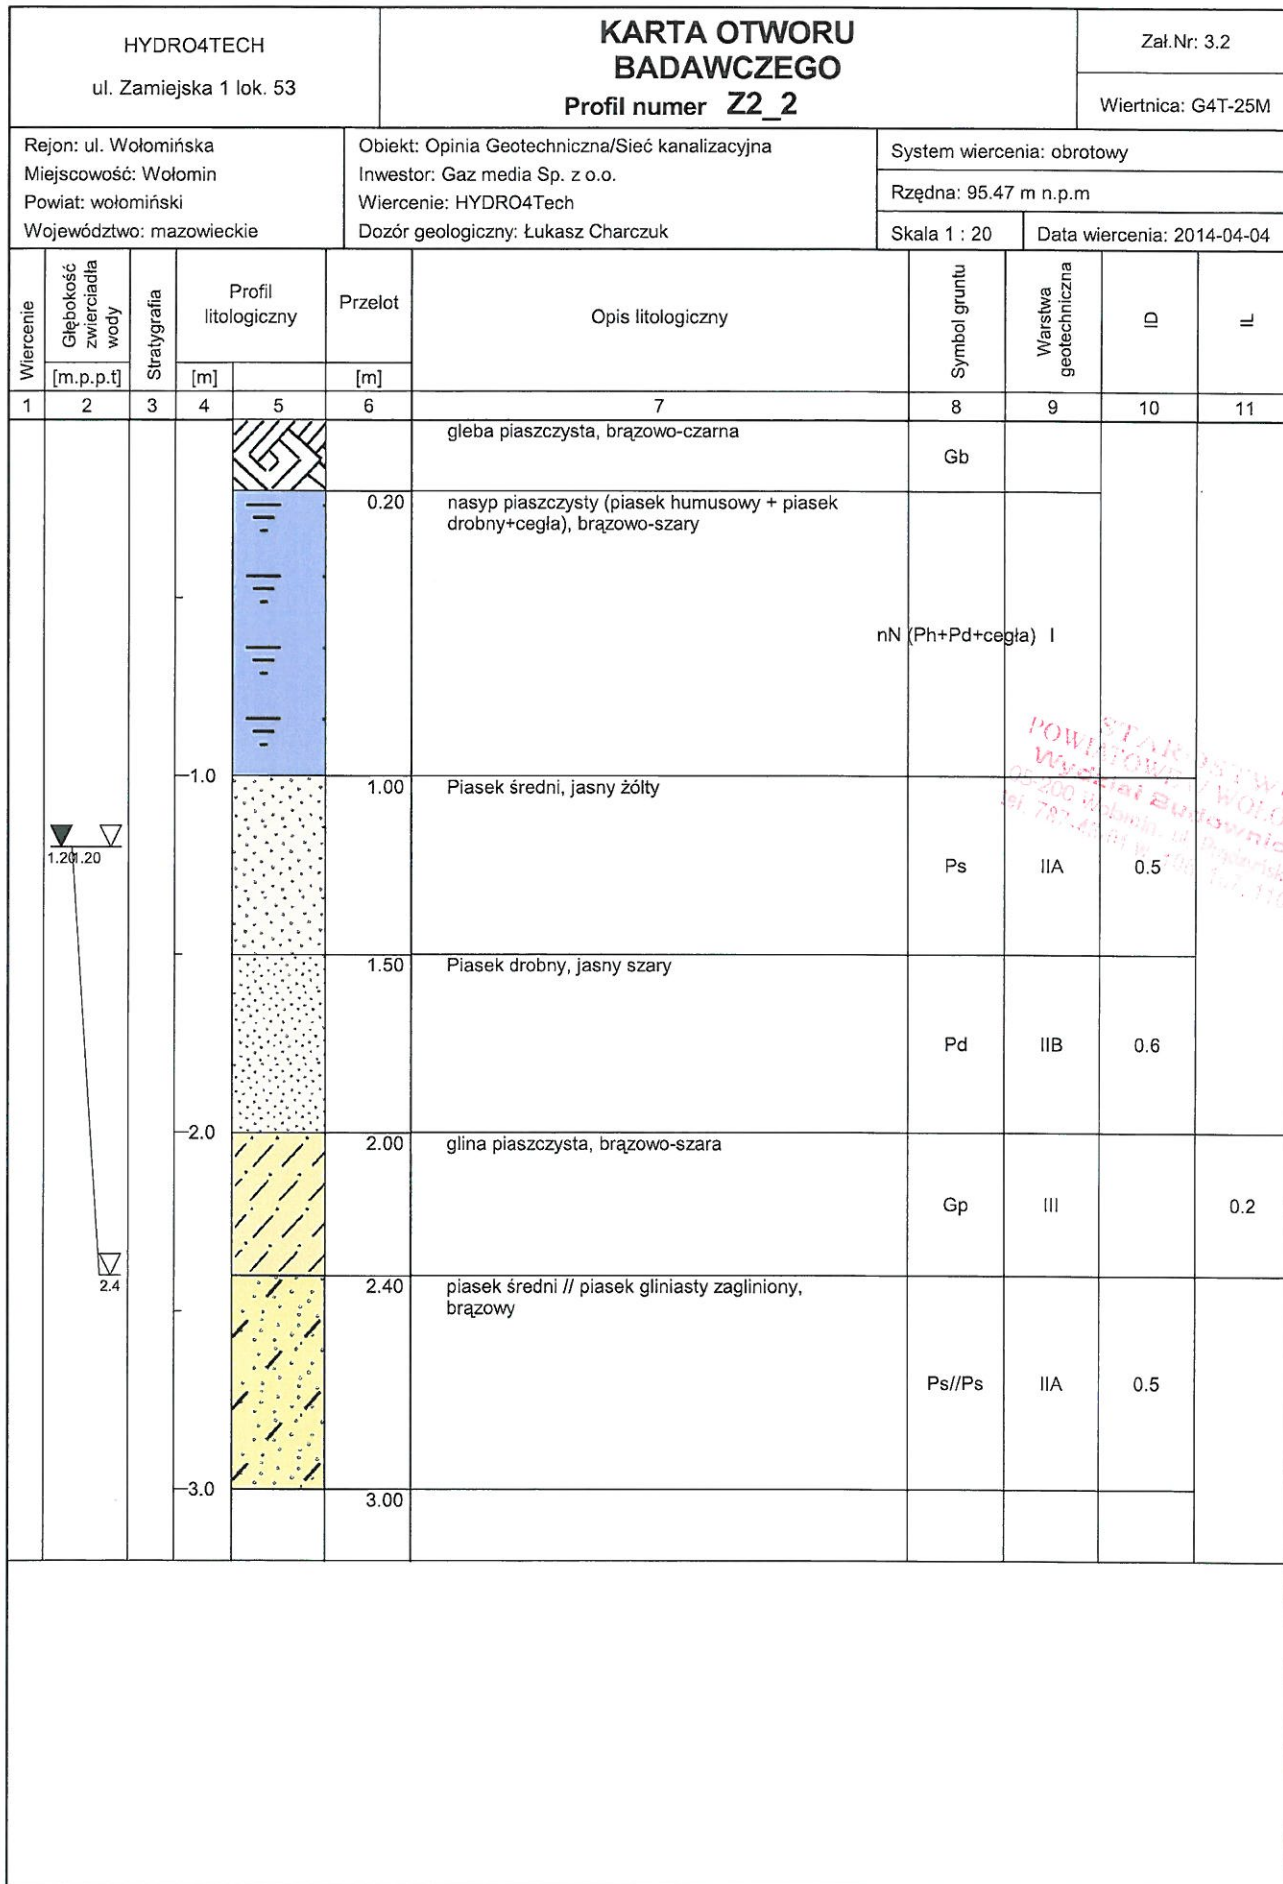 HYDRO4TECH
ul. Zamiejska 1 lok. 53
KARTA OTWORU
BADAWCZEGO
Profil numer Z2_2
Zał.Nr: 3.2
Wiertnica: G4T-25M
Rejon: ul. Wołomińska
Miejscowość: Wołomin
Powiat: wołomiński
Województwo: mazowieckie
Obiekt: Opinia Geotechniczna/Sieć kanalizacyjna
Inwestor: Gaz media Sp. z o.o.
Wiercenie: HYDRO4Tech
Dozór geologiczny: Łukasz Charczuk
System wiercenia: obrotowy
Rzędna: 95.47 m n.p.m
Skala 1 : 20
Data wiercenia: 2014-04-04
Wiercenie
Głębokość
zwierciadła
wody
[m.p.p.t]
Stratygrafia
Profil
litologiczny
[m]
Przelot
[m]
Opis litologiczny
Symbol gruntu
Warstwa
geotechniczna
ID
IL
1 2 3 4 5 6 7 8 9 10 11
gleba piaszczysta, brązowo-czarna
Gb
0.20
nasyp piaszczysty (piasek humusowy + piasek
drobny+cegła), brązowo-szary
nN (Ph+Pd+cegła) I
1.0
1.00
Piasek średni, jasny żółty
1.20 1.20
Ps IIA 0.5
STAROSTW
POWIATOWE W WOŁO
Wydział Budownic
05-200 Wołomin, ul.
1.50
Piasek drobny, jasny szary
Pd IIB 0.6
2.0
2.00
glina piaszczysta, brązowo-szara
Gp III 0.2
2.4
2.40
piasek średni // piasek gliniasty zagliniony,
brązowy
Ps//Ps IIA 0.5
3.0
3.00